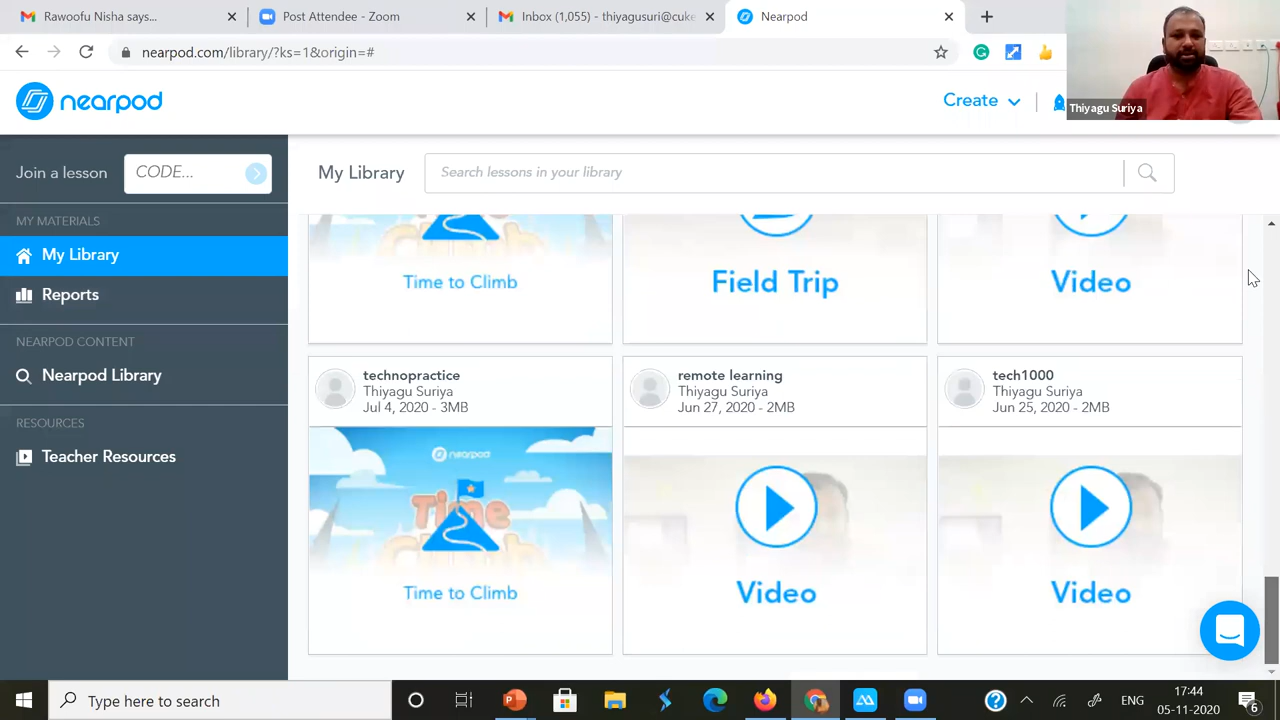 Rawoofu Nisha says...
Post Attendee - Zoom
Inbox (1,055) - thiyagusuri@cuke
Nearpod
nearpod.com/library/?ks=1&origin=#
nearpod
Create
Thiyagu Suriya
Join a lesson
CODE...
My Library
Search lessons in your library
MY MATERIALS
My Library
Reports
NEARPOD CONTENT
Nearpod Library
RESOURCES
Teacher Resources
Time to Climb
Field Trip
Video
technopractice
Thiyagu Suriya
Jul 4, 2020 - 3MB
remote learning
Thiyagu Suriya
Jun 27, 2020 - 2MB
tech1000
Thiyagu Suriya
Jun 25, 2020 - 2MB
nearpod
Time
Time to Climb
Video
Video
Type here to search
ENG
17:44
05-11-2020
6